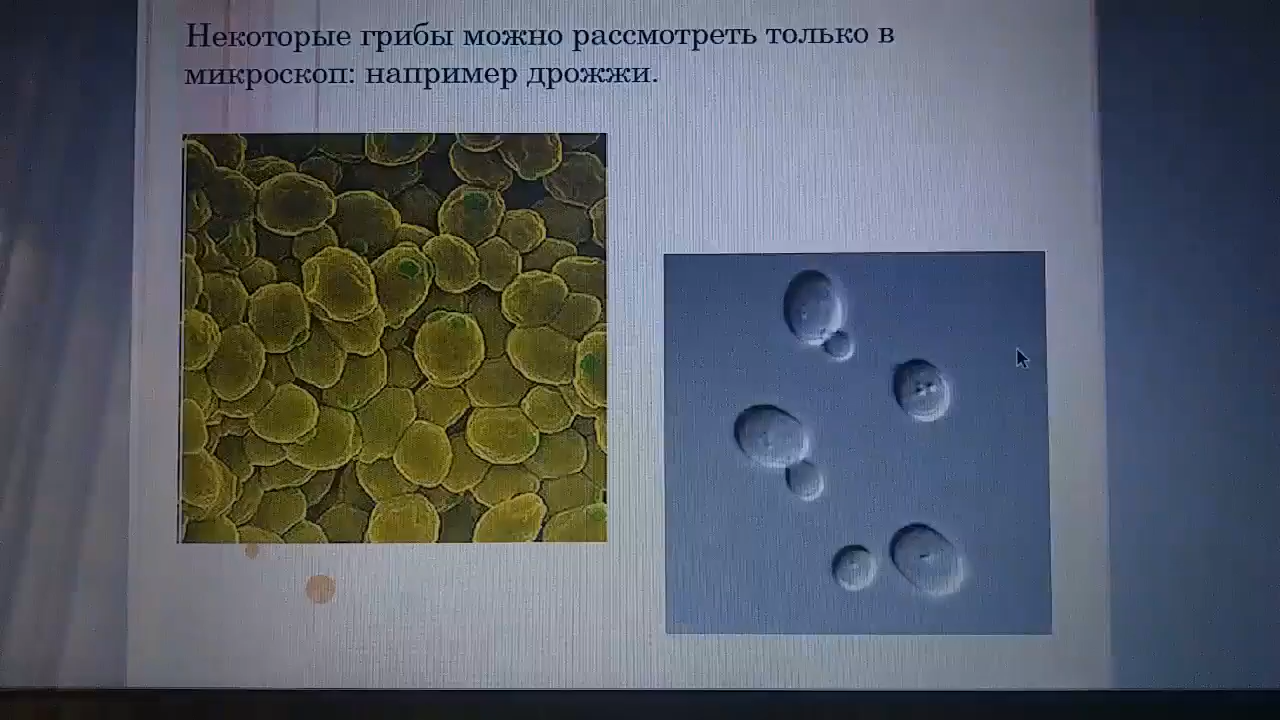 Некоторые грибы можно рассмотреть только в
микроскоп: например дрожжи.